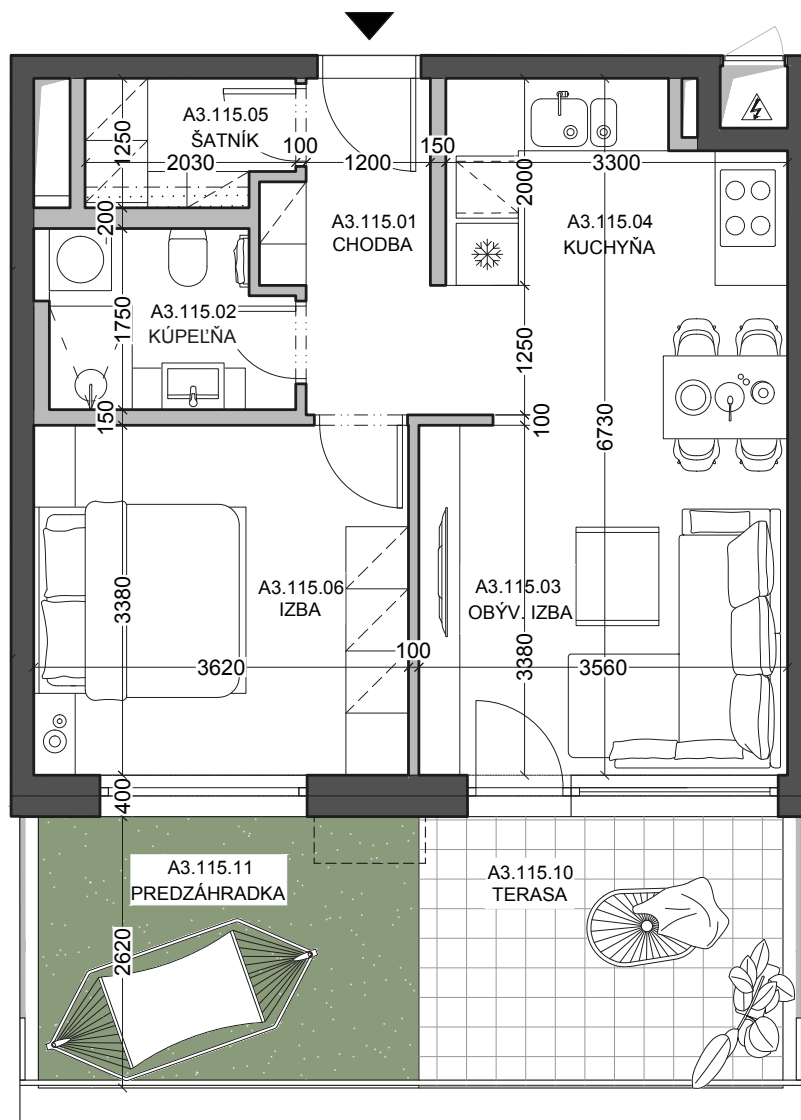 A3.115.05
ŠATNÍK
1250
2030
100
1200
150
3300
2000
A3.115.01
CHODBA
A3.115.04
KUCHYŇA
200
A3.115.02
KÚPEĽŇA
1750
1250
150
100
6730
A3.115.06
IZBA
3380
A3.115.03
OBÝV. IZBA
3620
100
3380
3560
400
A3.115.11
PREDZÁHRADKA
A3.115.10
TERASA
2620